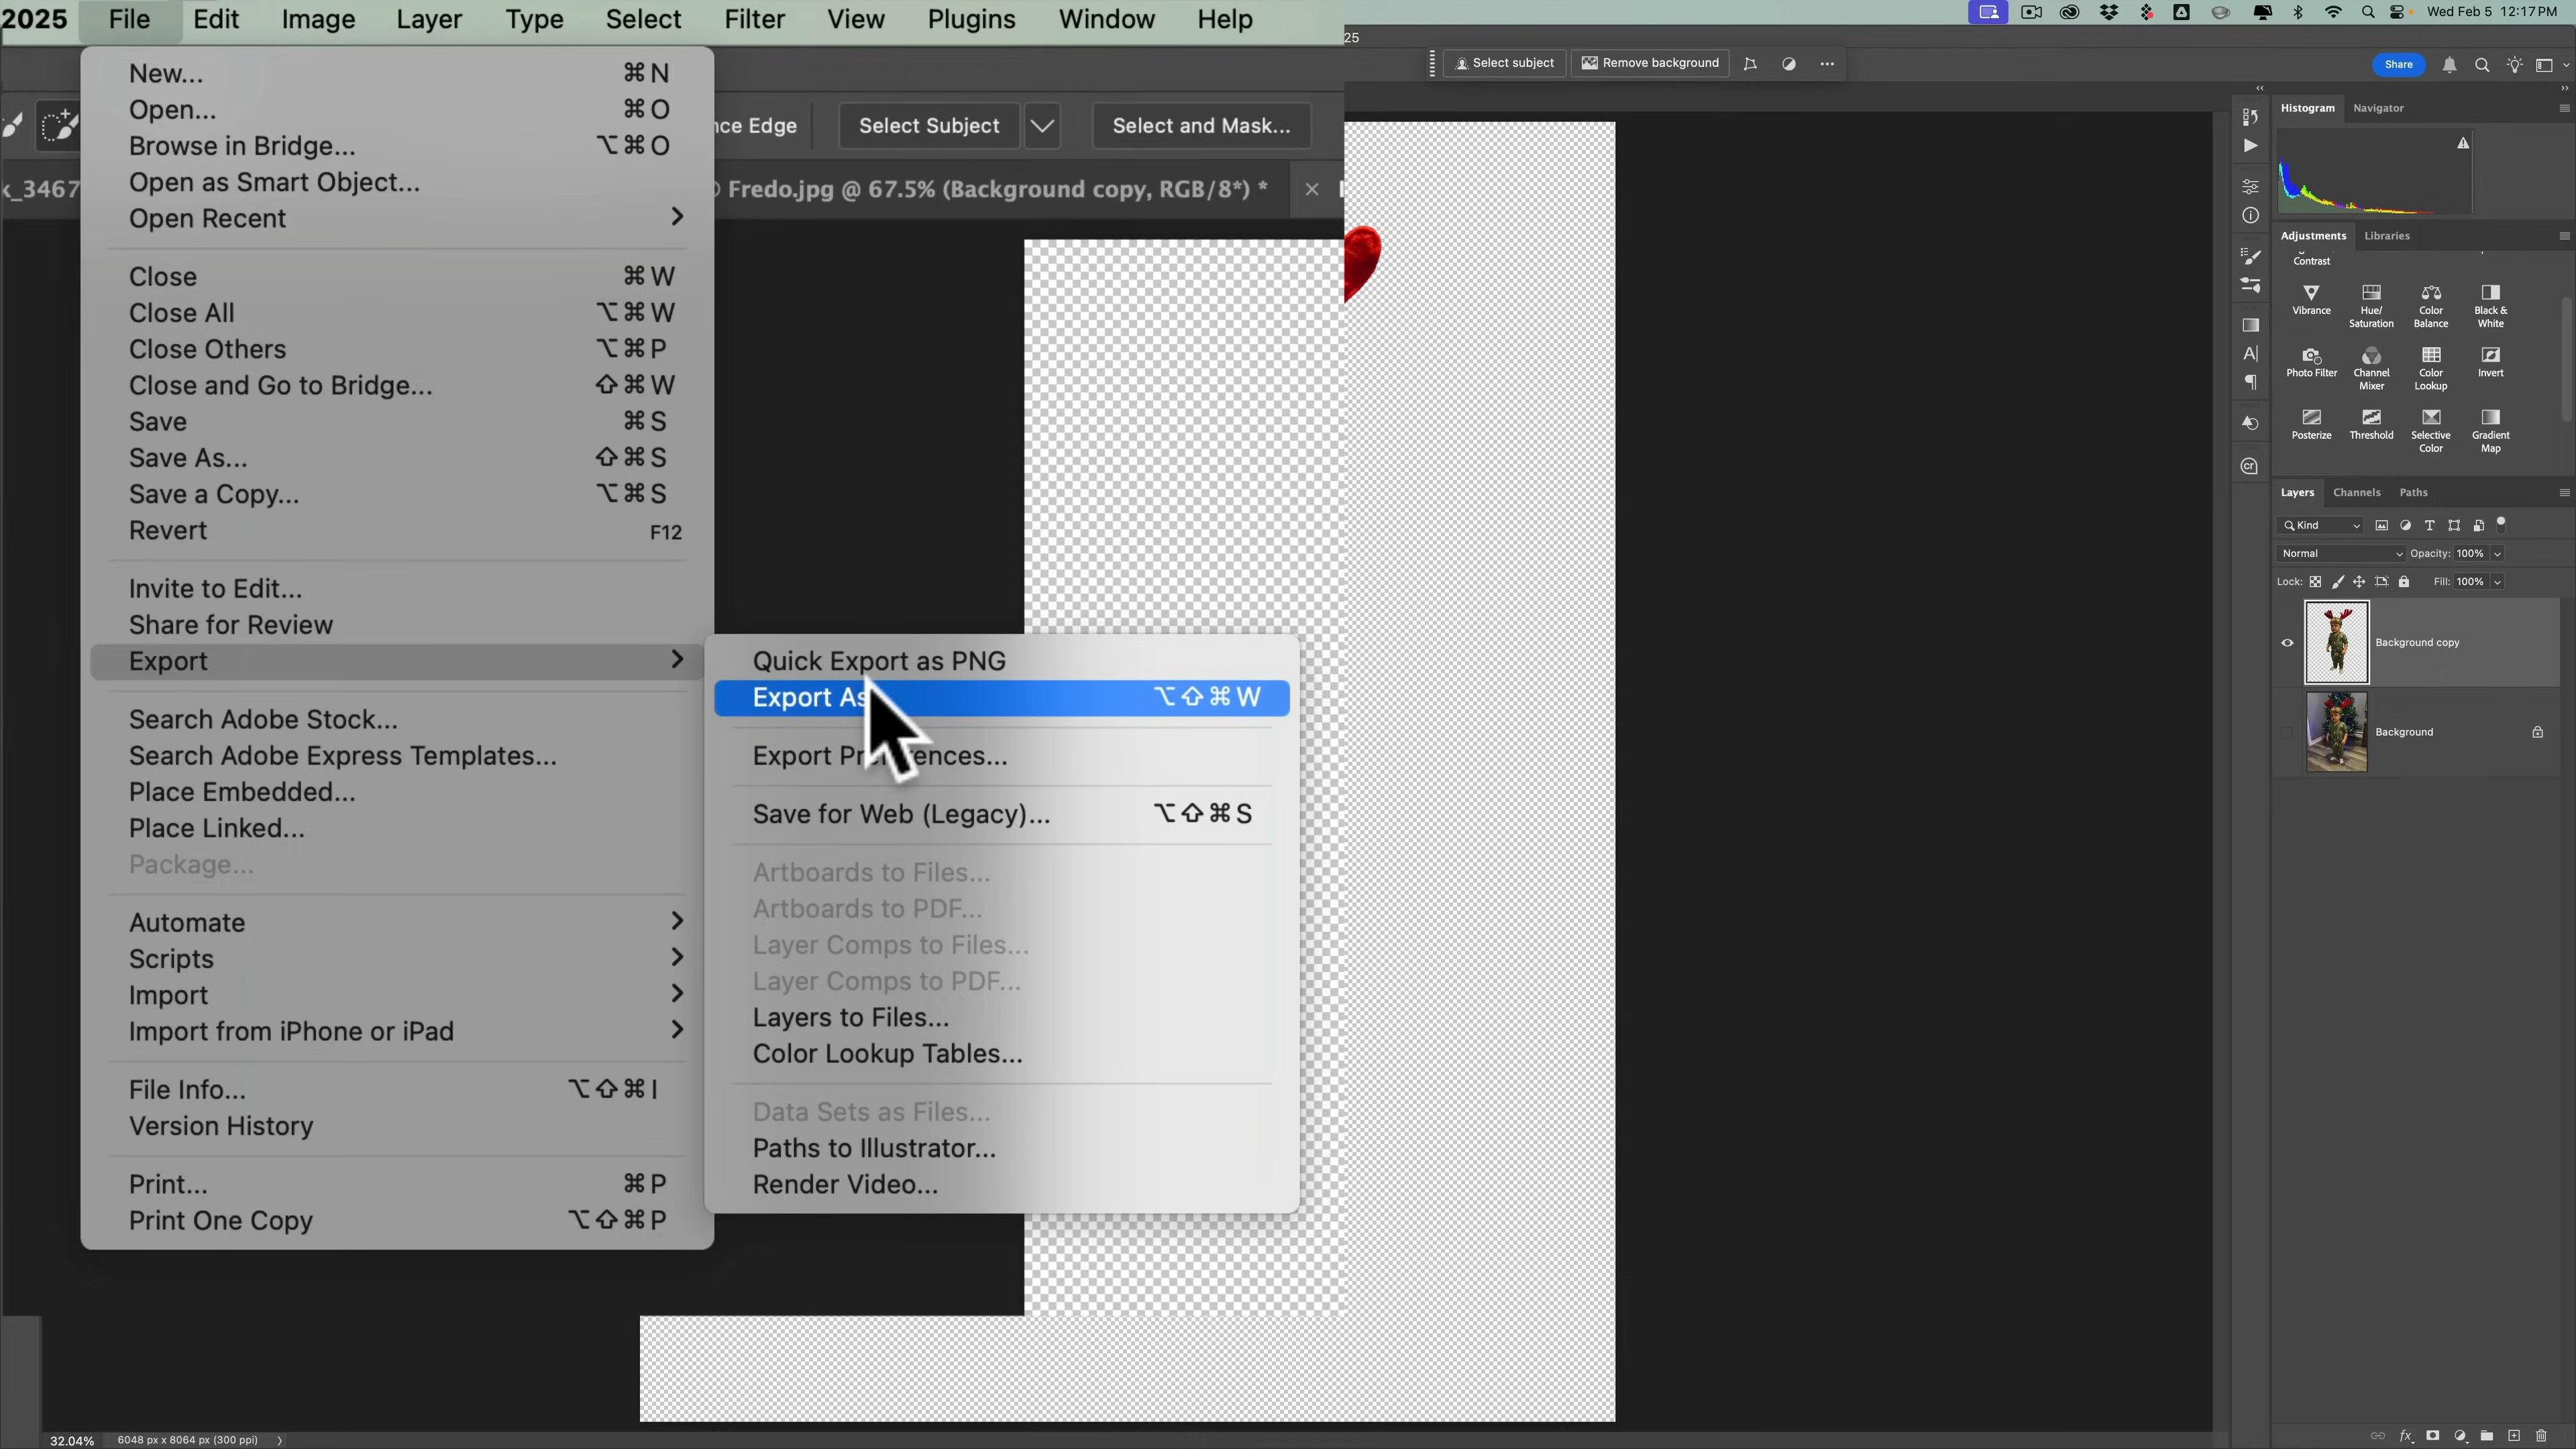 2025 File Edit Image Layer Type Select Filter View Plugins Window Help
Wed Feb 5 12:17 PM
25
Select subject Remove background
Share
nce Edge Select Subject Select and Mask...
k_3467
Fredo.jpg @ 67.5% (Background copy, RGB/8*) *
New... ⌘N
Open... ⌘O
Browse in Bridge... ⌥⌘O
Open as Smart Object...
Open Recent
Close ⌘W
Close All ⌥⌘W
Close Others ⌥⌘P
Close and Go to Bridge... ⇧⌘W
Save ⌘S
Save As... ⇧⌘S
Save a Copy... ⌥⌘S
Revert F12
Invite to Edit...
Share for Review
Export
Search Adobe Stock...
Search Adobe Express Templates...
Place Embedded...
Place Linked...
Package...
Automate
Scripts
Import
Import from iPhone or iPad
File Info... ⌥⇧⌘I
Version History
Print... ⌘P
Print One Copy ⌥⇧⌘P
Quick Export as PNG
Export As ⌥⇧⌘W
Export
Save for Web (Legacy)... ⌥⇧⌘S
Artboards to Files...
Artboards to PDF...
Layer Comps to Files...
Layer Comps to PDF...
Layers to Files...
Color Lookup Tables...
Data Sets as Files...
Paths to Illustrator...
Render Video...
Histogram Navigator
Adjustments Libraries
Contrast
Vibrance Hue/ Saturation Color Balance Black & White
Photo Filter Channel Mixer Color Lookup Invert
Posterize Threshold Selective Color Gradient Map
Layers Channels Paths
Kind
Normal Opacity: 100%
Lock: Fill: 100%
Background copy
Background
32.04% 6048 px x 8064 px (300 ppi)